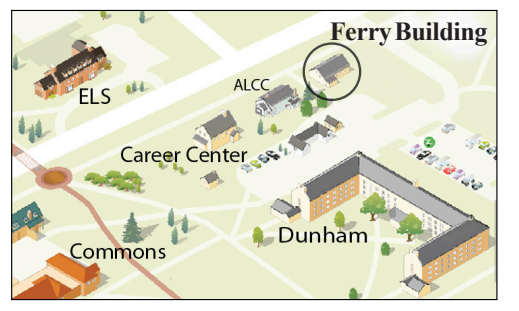 Ferry Building
ELS
ALCC
Career Center
Dunham
Commons